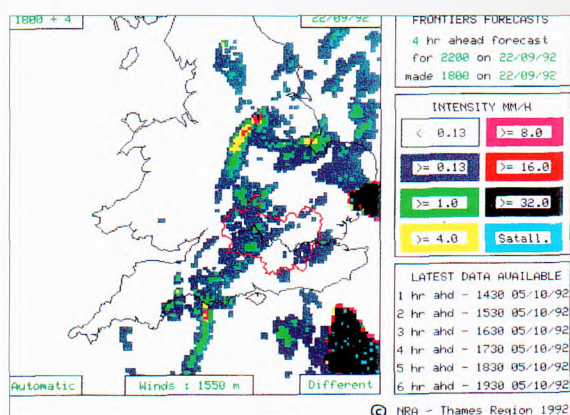 1800 + 4
22/09/92
FRONTIERS FORECASTS
4 hr ahead forecast
for 2200 on 22/09/92
made 1800 on 22/09/92
INTENSITY MM/H
< 0.13
>= 8.0
>= 0.13
>= 16.0
>= 1.0
>= 32.0
>= 4.0
Satall.
LATEST DATA AVAILABLE
1 hr ahd - 1430 05/10/92
2 hr ahd - 1530 05/10/92
3 hr ahd - 1630 05/10/92
4 hr ahd - 1730 05/10/92
5 hr ahd - 1830 05/10/92
6 hr ahd - 1930 05/10/92
Automatic
Winds : 1550 m
Different
© NRA - Thames Region 1992